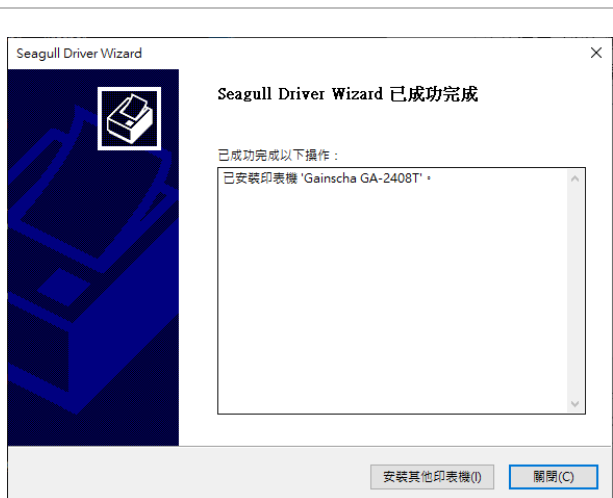 Seagull Driver Wizard
Seagull Driver Wizard 已成功完成
已成功完成以下操作：
已安裝印表機 'Gainscha GA-2408T'。
安裝其他印表機(I)
關閉(C)